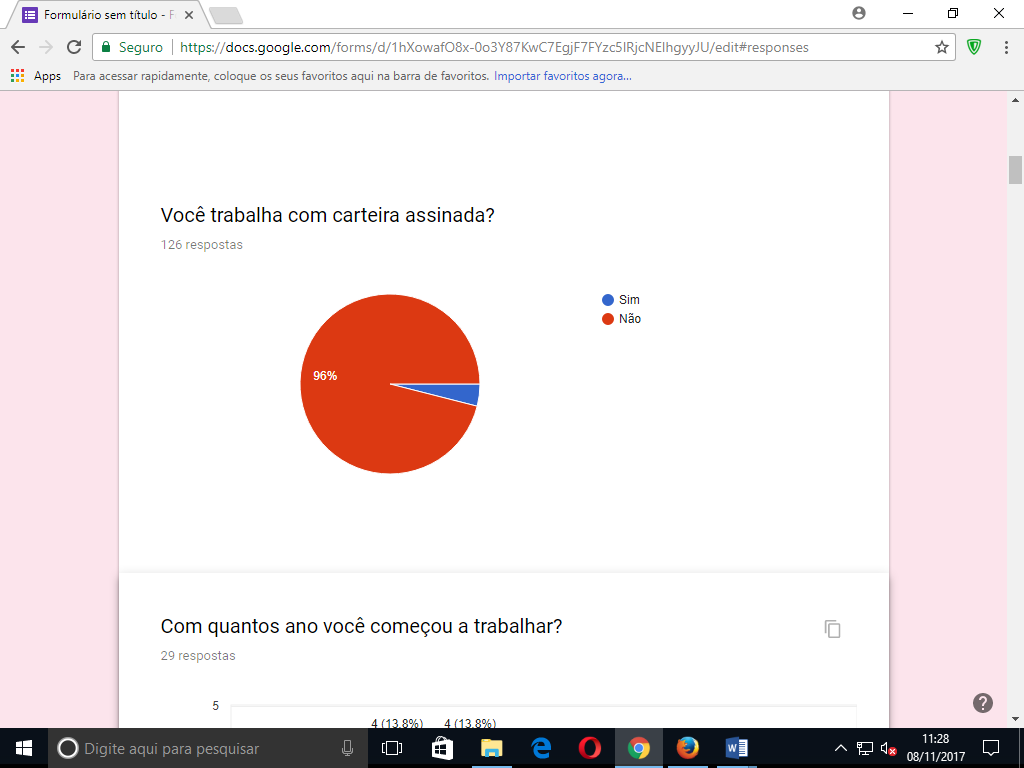 Formulário sem título - F
Seguro
https://docs.google.com/forms/d/1hXowafO8x-0o3Y87KwC7EgjF7FYzc5lRjcNElhgyyJU/edit#responses
Apps Para acessar rapidamente, coloque os seus favoritos aqui na barra de favoritos. Importar favoritos agora...
Você trabalha com carteira assinada?
126 respostas
Sim
Não
96%
Com quantos ano você começou a trabalhar?
29 respostas
5
4 (13,8%) 4 (13,8%)
Digite aqui para pesquisar
11:28
08/11/2017